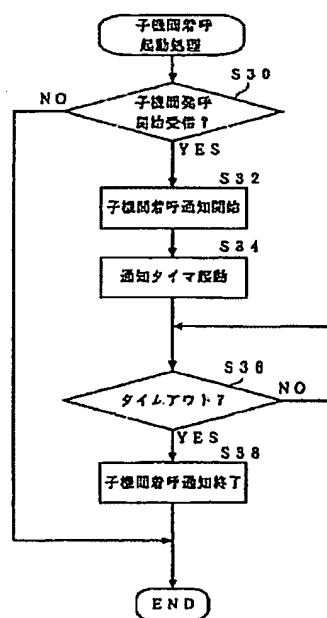 子機間着呼
起動処理
S30
NO
子機間発呼
開始受信？
YES
S32
子機間着呼通知開始
S34
通知タイマ起動
S36
タイムアウト？
NO
YES
S38
子機間着呼通知終了
END